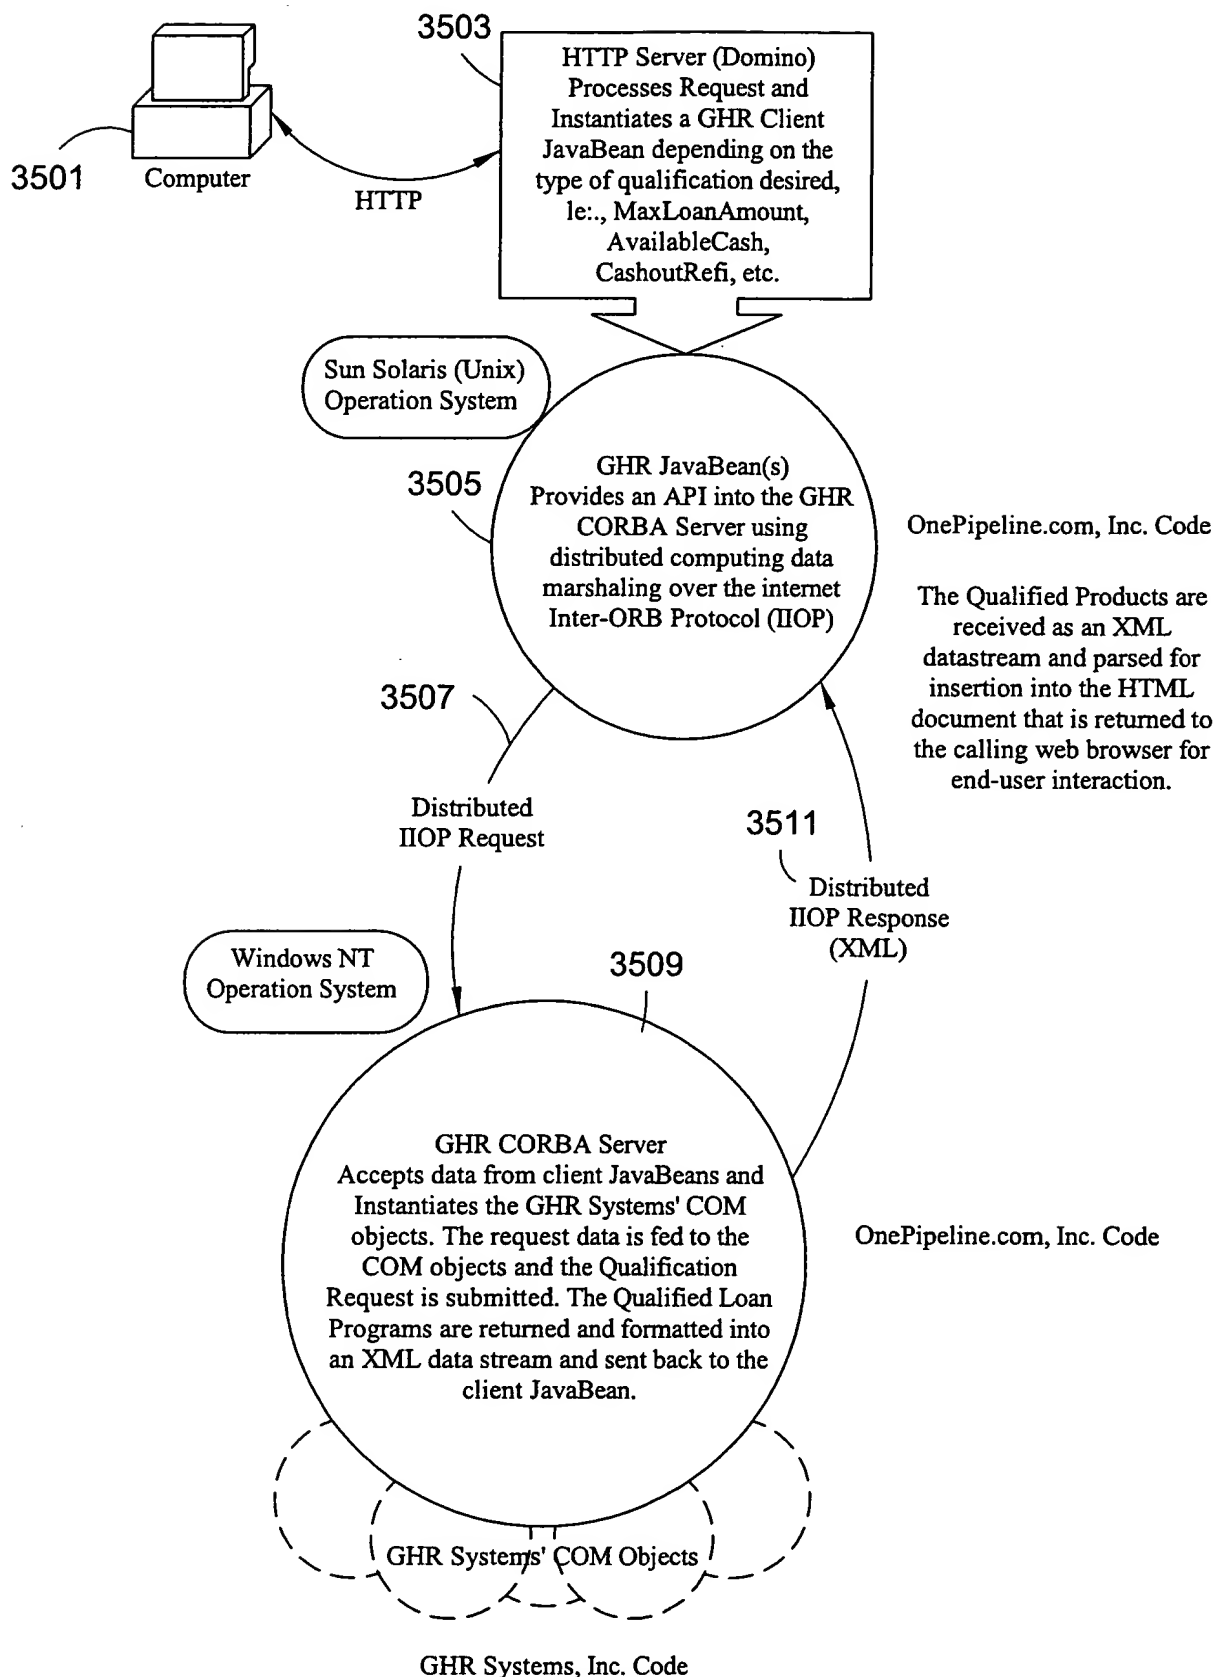 3503
HTTP Server (Domino)
Processes Request and
Instantiates a GHR Client
JavaBean depending on the
type of qualification desired,
le:., MaxLoanAmount,
AvailableCash,
CashoutRefi, etc.
3501
Computer
HTTP
Sun Solaris (Unix)
Operation System
3505
GHR JavaBean(s)
Provides an API into the GHR
CORBA Server using
distributed computing data
marshaling over the internet
Inter-ORB Protocol (IIOP)
OnePipeline.com, Inc. Code
The Qualified Products are
received as an XML
datastream and parsed for
insertion into the HTML
document that is returned to
the calling web browser for
end-user interaction.
3507
Distributed
IIOP Request
3511
Distributed
IIOP Response
(XML)
Windows NT
Operation System
3509
GHR CORBA Server
Accepts data from client JavaBeans and
Instantiates the GHR Systems' COM
objects. The request data is fed to the
COM objects and the Qualification
Request is submitted. The Qualified Loan
Programs are returned and formatted into
an XML data stream and sent back to the
client JavaBean.
OnePipeline.com, Inc. Code
GHR Systems' COM Objects
GHR Systems, Inc. Code